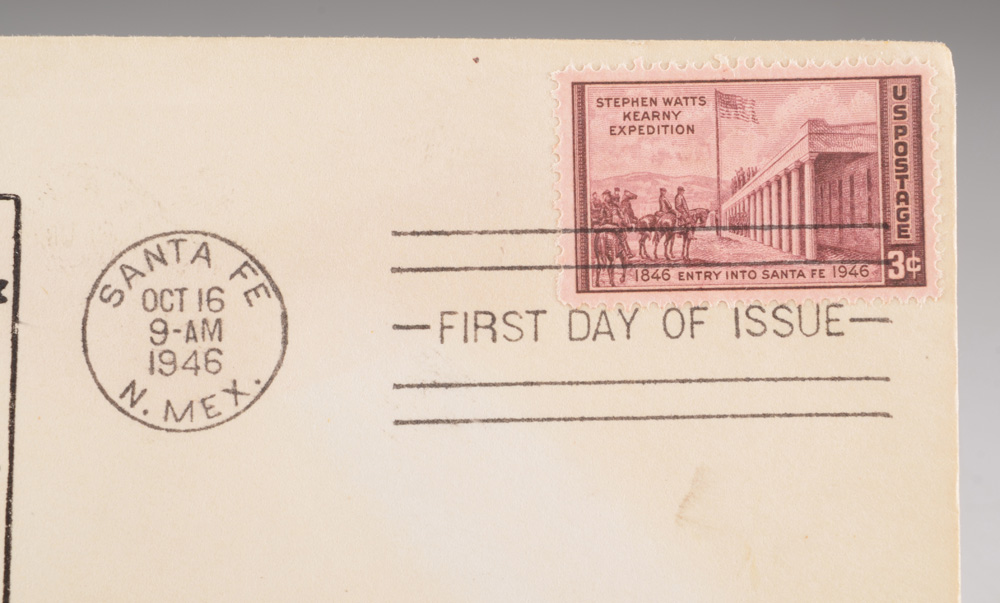 STEPHEN WATTS
KEARNY
EXPEDITION
US POSTAGE
1846 ENTRY INTO SANTA FE 1946
3¢
SANTA FE
OCT 16
9-AM
1946
N. MEX.
—FIRST DAY OF ISSUE—